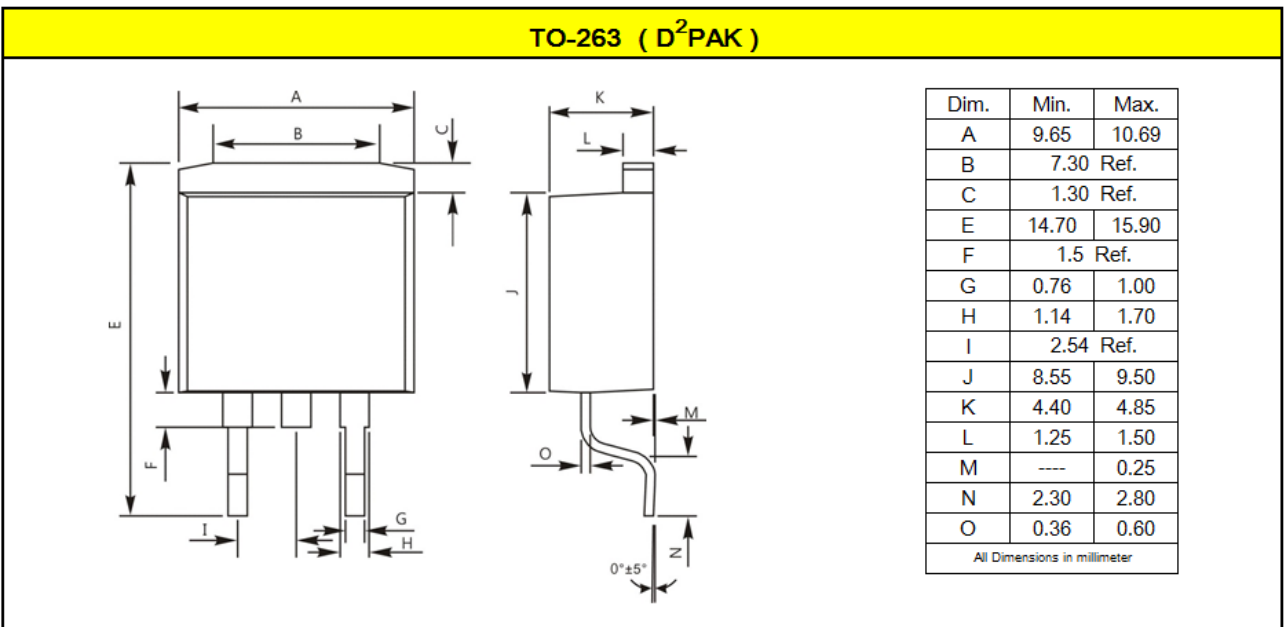 TO-263 ( D²PAK )
A
B
C
E
F
I
G
H
K
L
J
M
O
N
0°±5°
Dim. Min. Max.
A 9.65 10.69
B 7.30 Ref.
C 1.30 Ref.
E 14.70 15.90
F 1.5 Ref.
G 0.76 1.00
H 1.14 1.70
I 2.54 Ref.
J 8.55 9.50
K 4.40 4.85
L 1.25 1.50
M ---- 0.25
N 2.30 2.80
O 0.36 0.60
All Dimensions in millimeter